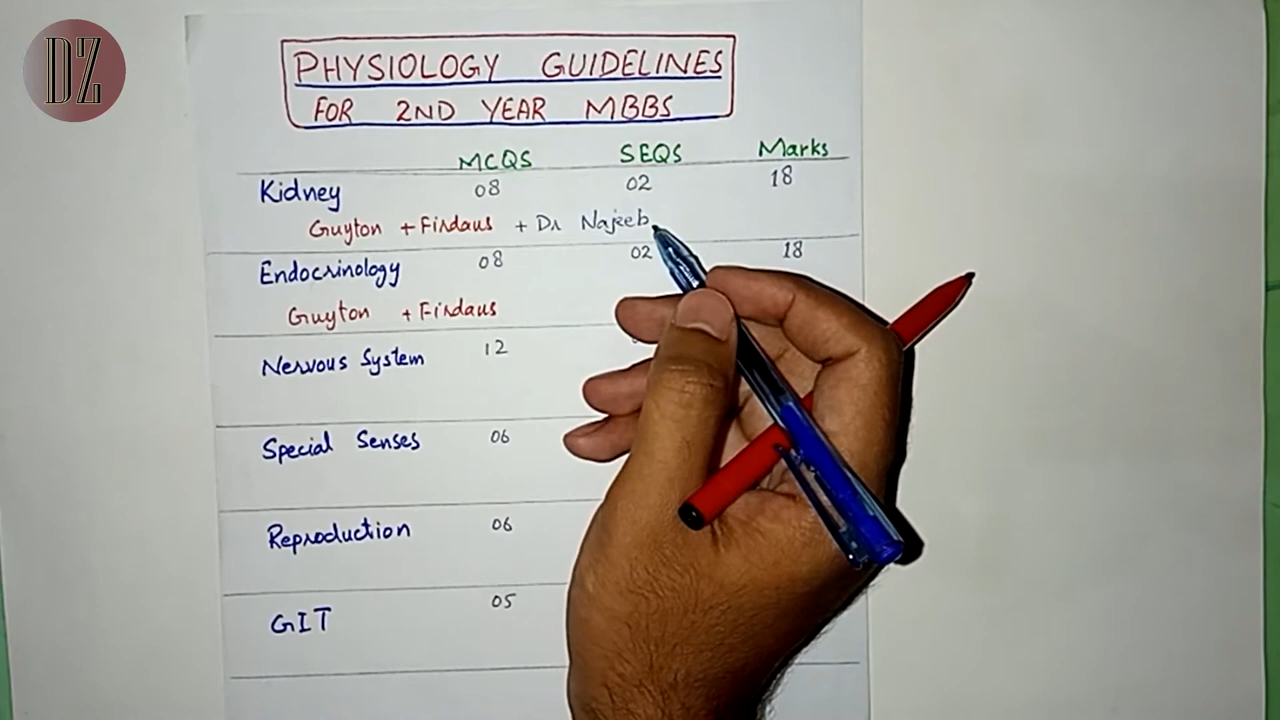 DZ
PHYSIOLOGY GUIDELINES
FOR 2ND YEAR MBBS
MCQS SEQS Marks
Kidney 08 02 18
Guyton + Firdaus + Dr Najeeb
Endocrinology 08 02 18
Guyton + Firdaus
Nervous System 12
Special Senses 06
Reproduction 06
GIT 05